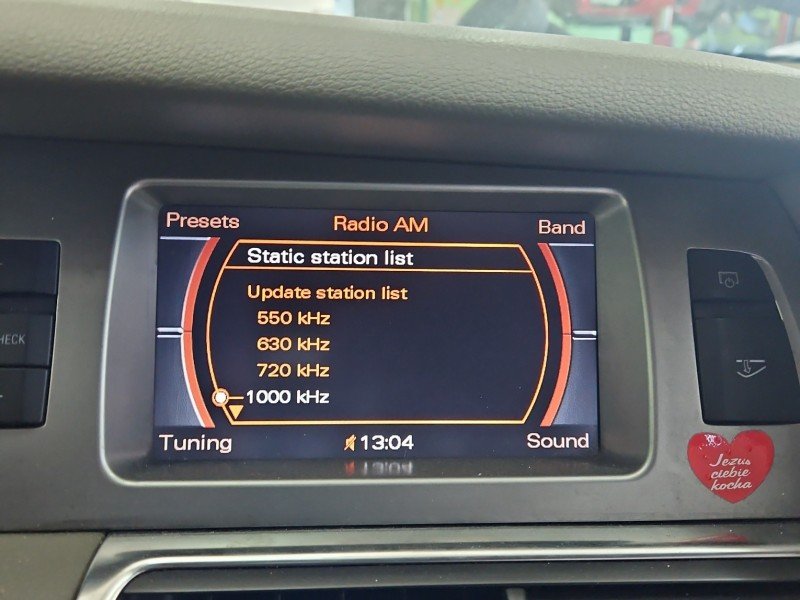 Presets Radio AM Band
Static station list
Update station list
550 kHz
630 kHz
720 kHz
1000 kHz
Tuning 13:04 Sound
CHECK
Jezus
ciebie
kocha